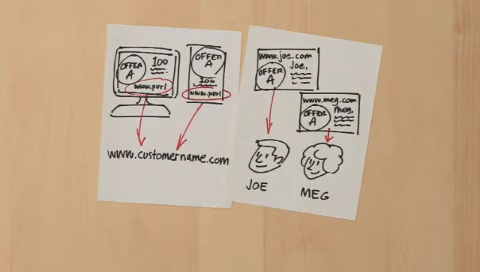 OFFER
A
100
www.purl
OFFER
A
100
www.purl
www.customername.com
www.joe.com
Joe,
OFFER
A
www.meg.com
Meg,
OFFER
A
JOE
MEG